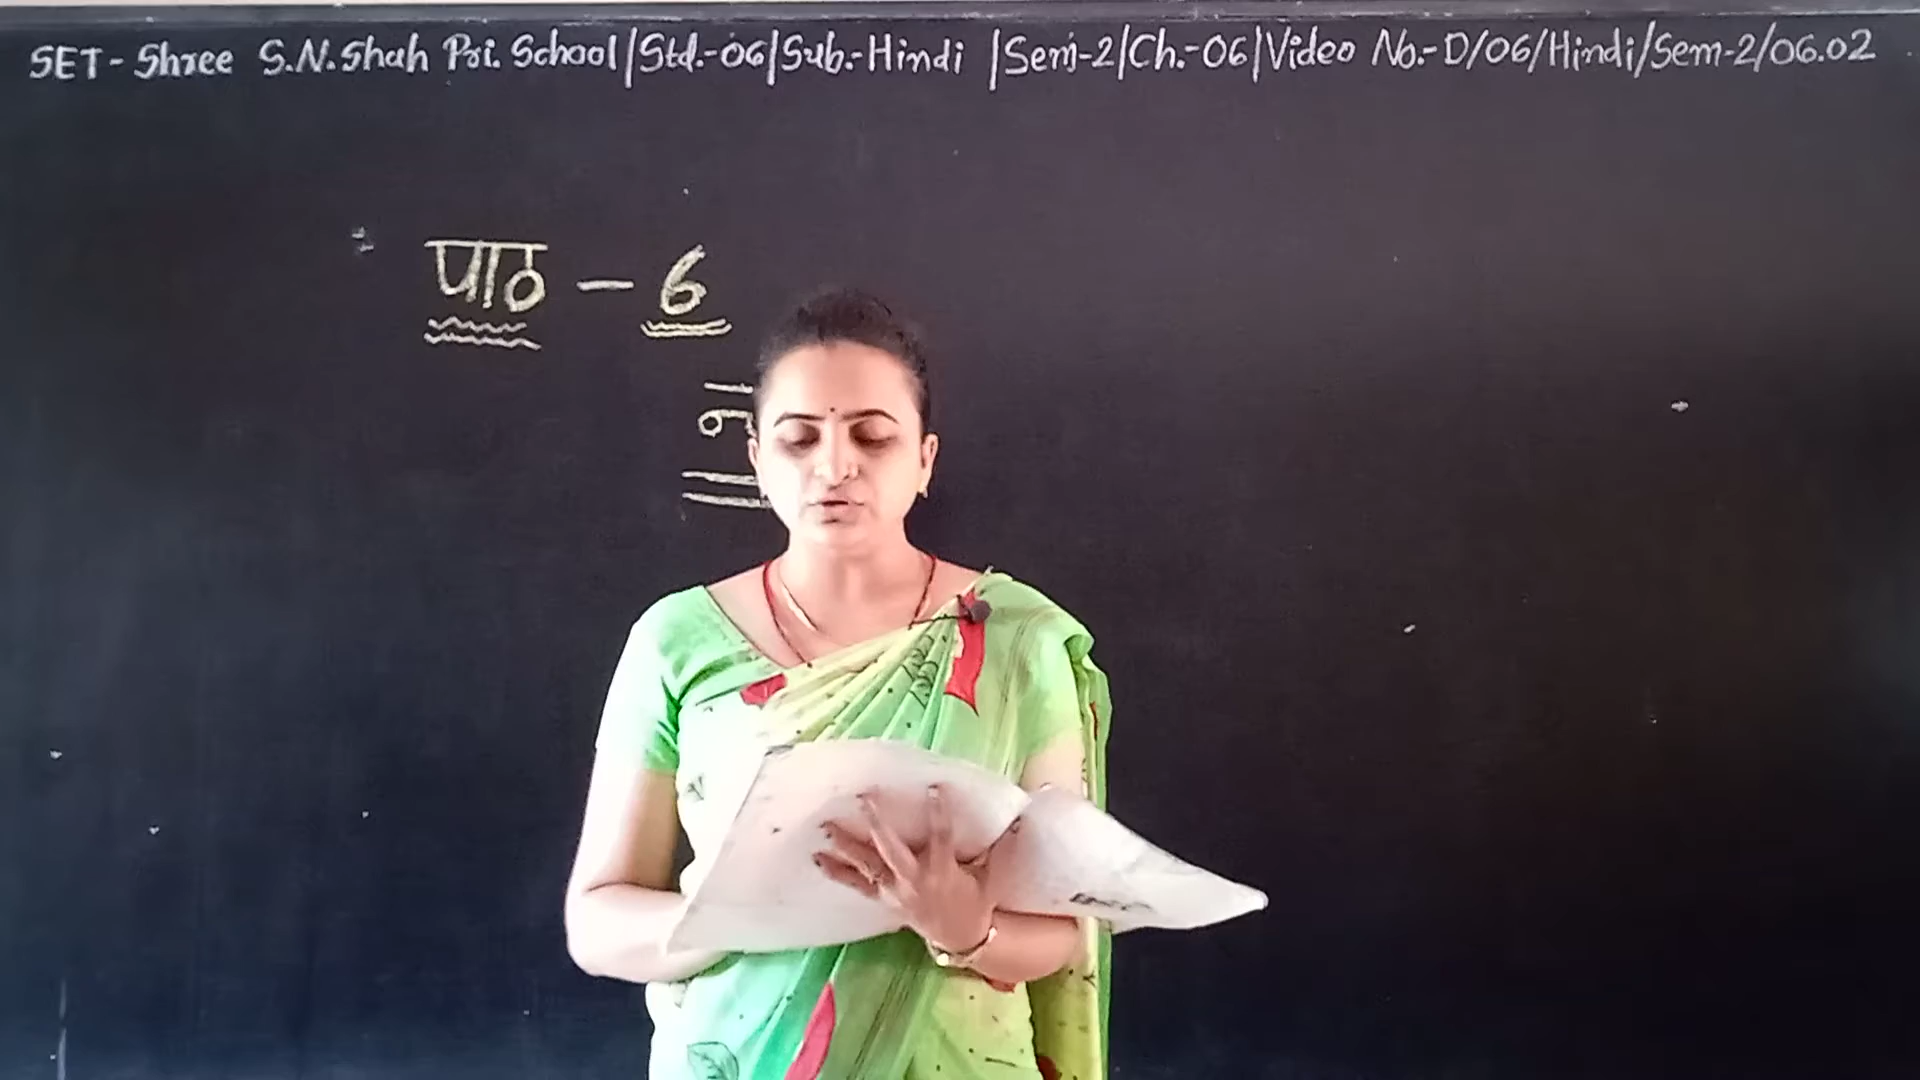 SET - Shree S.N. Shah Pri. School | Std.-06 | Sub.-Hindi | Sem-2 | Ch.-06 | Video No.-D/06/Hindi/Sem-2/06.02
पाठ - 6